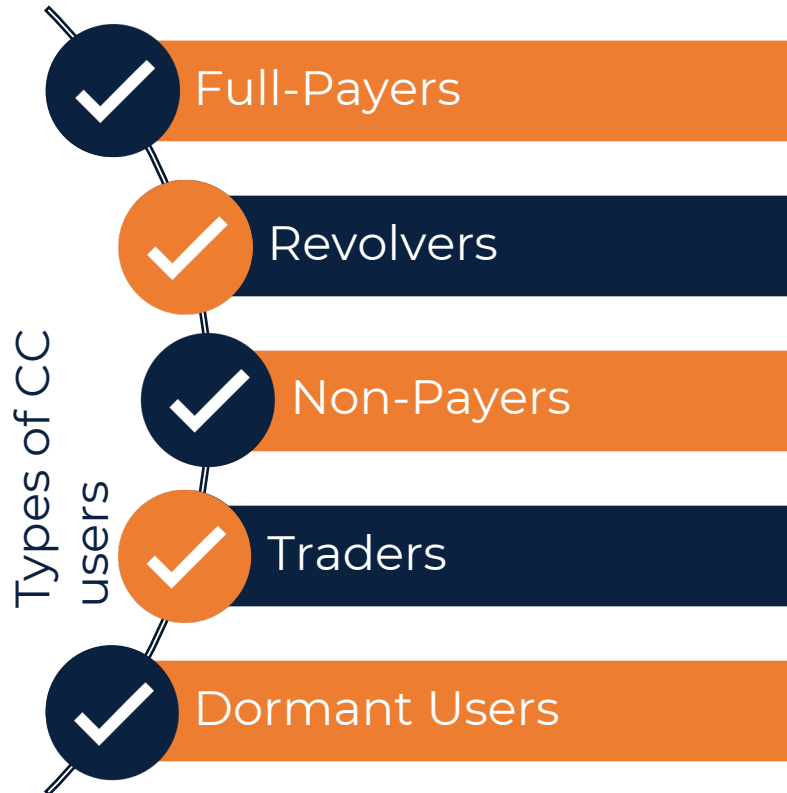 Types of CC
users
Full-Payers
Revolvers
Non-Payers
Traders
Dormant Users